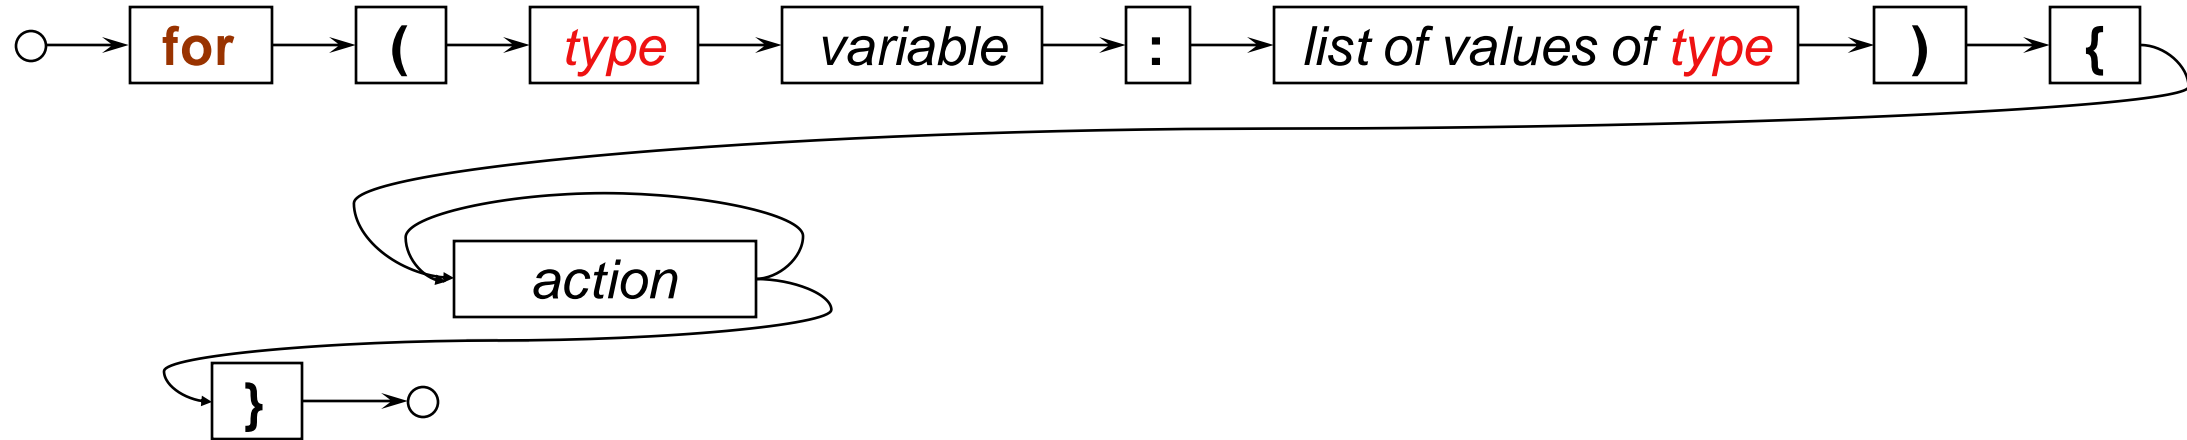 for ( type variable : list of values of type ) {
action
}